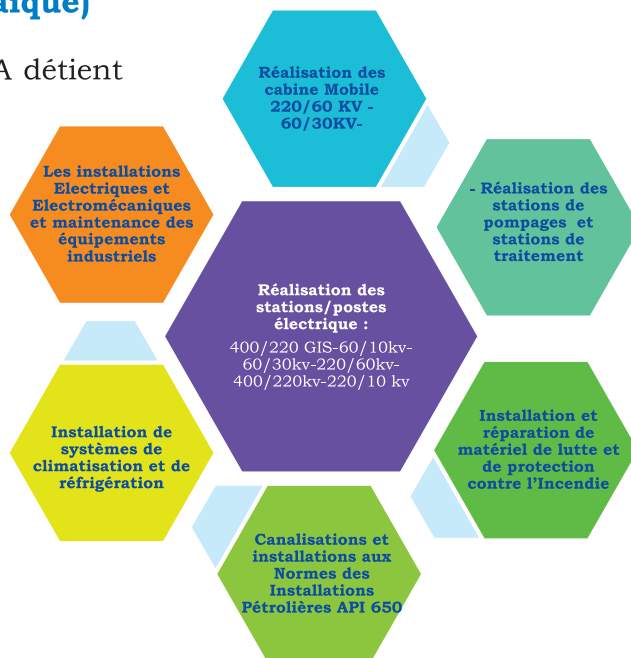 aïque)
A détient
Réalisation des
cabine Mobile
220/60 KV -
60/30KV-
Les installations
Electriques et
Electromécaniques
et maintenance des
équipements
industriels
- Réalisation des
stations de
pompages et
stations de
traitement
Réalisation des
stations/postes
électrique :
400/220 GIS-60/10kv-
60/30kv-220/60kv-
400/220kv-220/10 kv
Installation de
systèmes de
climatisation et de
réfrigération
Installation et
réparation de
matériel de lutte et
de protection
contre l'Incendie
Canalisations et
installations aux
Normes des
Installations
Pétrolières API 650